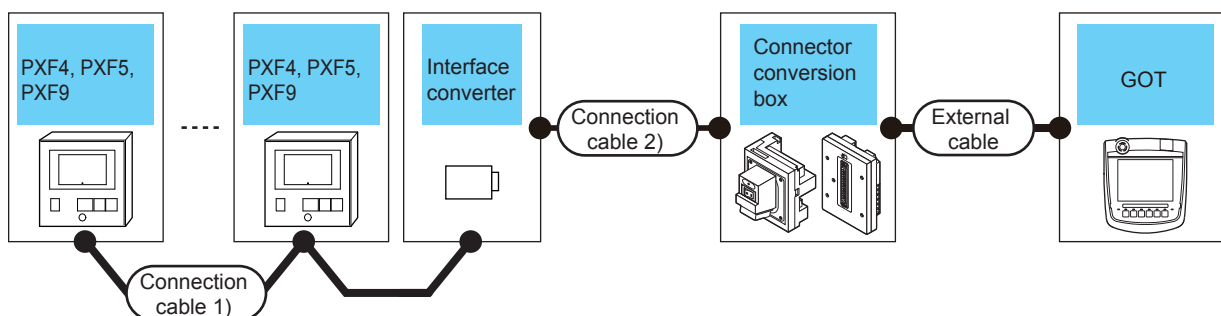 PXF4, PXF5,
PXF9
PXF4, PXF5,
PXF9
Interface
converter
Connection
cable 2)
Connector
conversion
box
External
cable
GOT
Connection
cable 1)